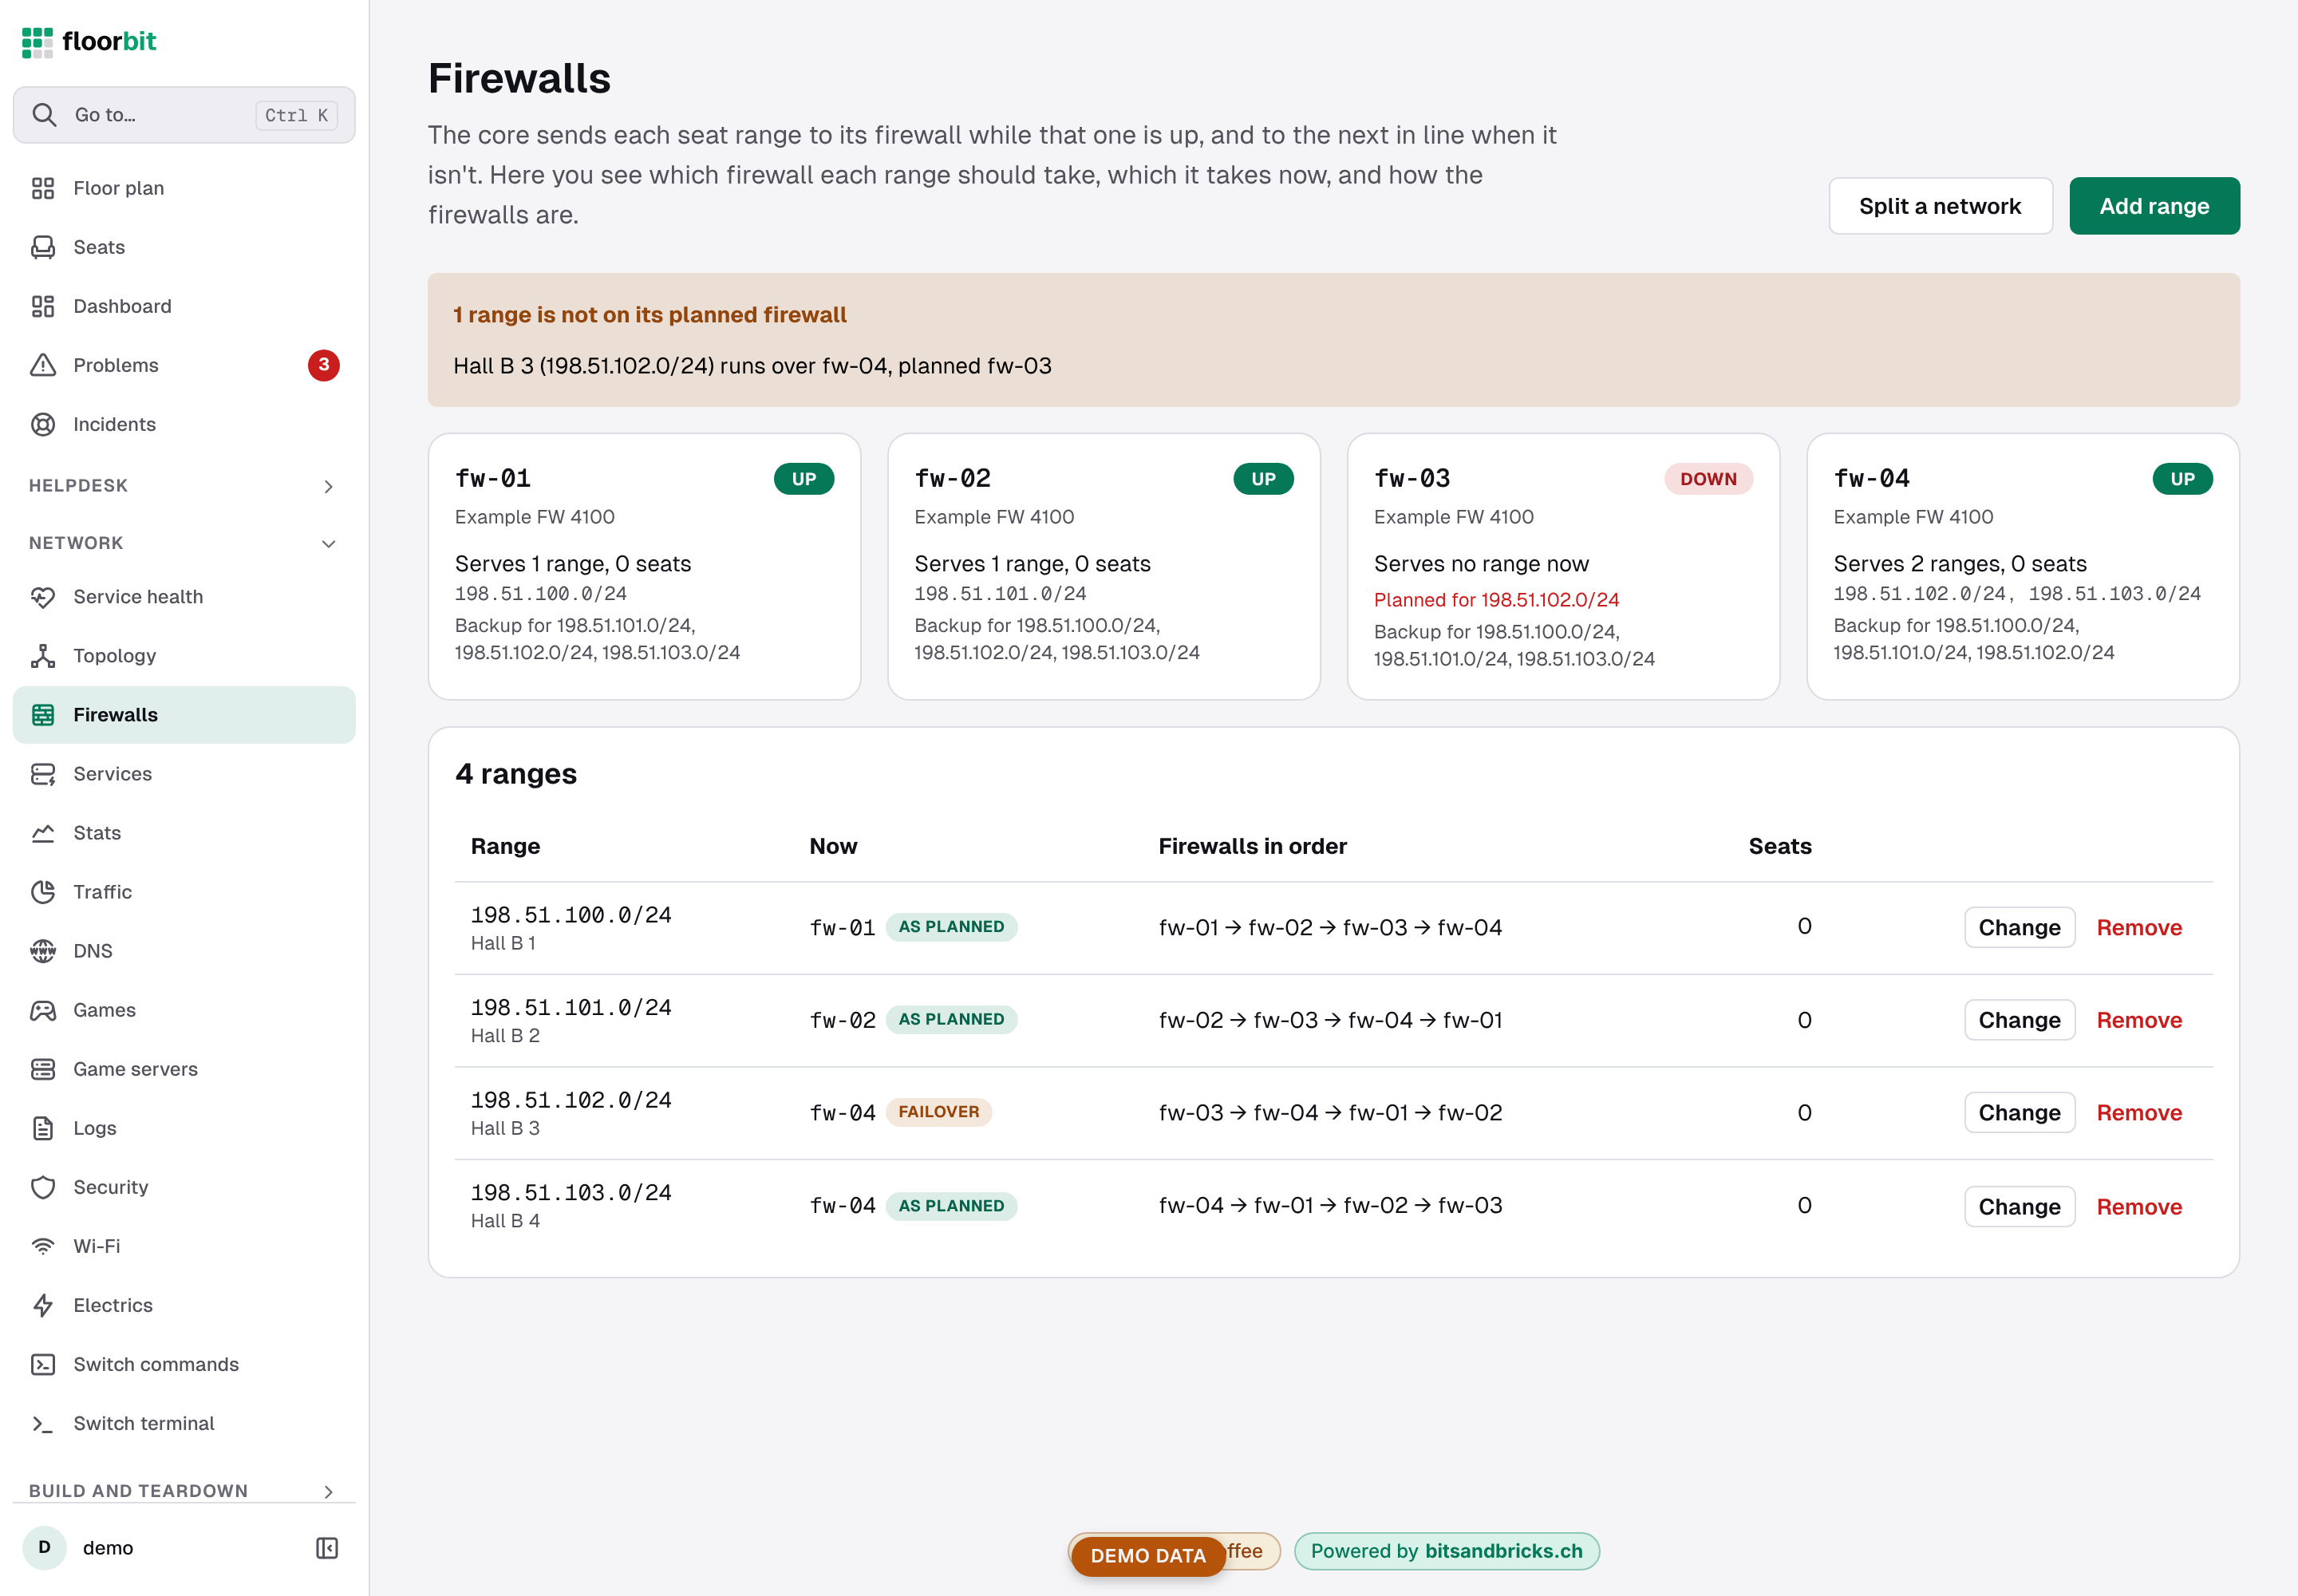 floorbit
Go to... Ctrl K
Floor plan
Seats
Dashboard
Problems 3
Incidents
HELPDESK
NETWORK
Service health
Topology
Firewalls
Services
Stats
Traffic
DNS
Games
Game servers
Logs
Security
Wi-Fi
Electrics
Switch commands
Switch terminal
BUILD AND TEARDOWN
D demo
Firewalls
The core sends each seat range to its firewall while that one is up, and to the next in line when it
isn't. Here you see which firewall each range should take, which it takes now, and how the
firewalls are.
Split a network Add range
1 range is not on its planned firewall
Hall B 3 (198.51.102.0/24) runs over fw-04, planned fw-03
fw-01 UP
Example FW 4100
Serves 1 range, 0 seats
198.51.100.0/24
Backup for 198.51.101.0/24,
198.51.102.0/24, 198.51.103.0/24
fw-02 UP
Example FW 4100
Serves 1 range, 0 seats
198.51.101.0/24
Backup for 198.51.100.0/24,
198.51.102.0/24, 198.51.103.0/24
fw-03 DOWN
Example FW 4100
Serves no range now
Planned for 198.51.102.0/24
Backup for 198.51.100.0/24,
198.51.101.0/24, 198.51.103.0/24
fw-04 UP
Example FW 4100
Serves 2 ranges, 0 seats
198.51.102.0/24, 198.51.103.0/24
Backup for 198.51.100.0/24,
198.51.101.0/24, 198.51.102.0/24
4 ranges
Range Now Firewalls in order Seats
198.51.100.0/24
Hall B 1
fw-01 AS PLANNED fw-01 → fw-02 → fw-03 → fw-04 0 Change Remove
198.51.101.0/24
Hall B 2
fw-02 AS PLANNED fw-02 → fw-03 → fw-04 → fw-01 0 Change Remove
198.51.102.0/24
Hall B 3
fw-04 FAILOVER fw-03 → fw-04 → fw-01 → fw-02 0 Change Remove
198.51.103.0/24
Hall B 4
fw-04 AS PLANNED fw-04 → fw-01 → fw-02 → fw-03 0 Change Remove
DEMO DATA
Powered by bitsandbricks.ch